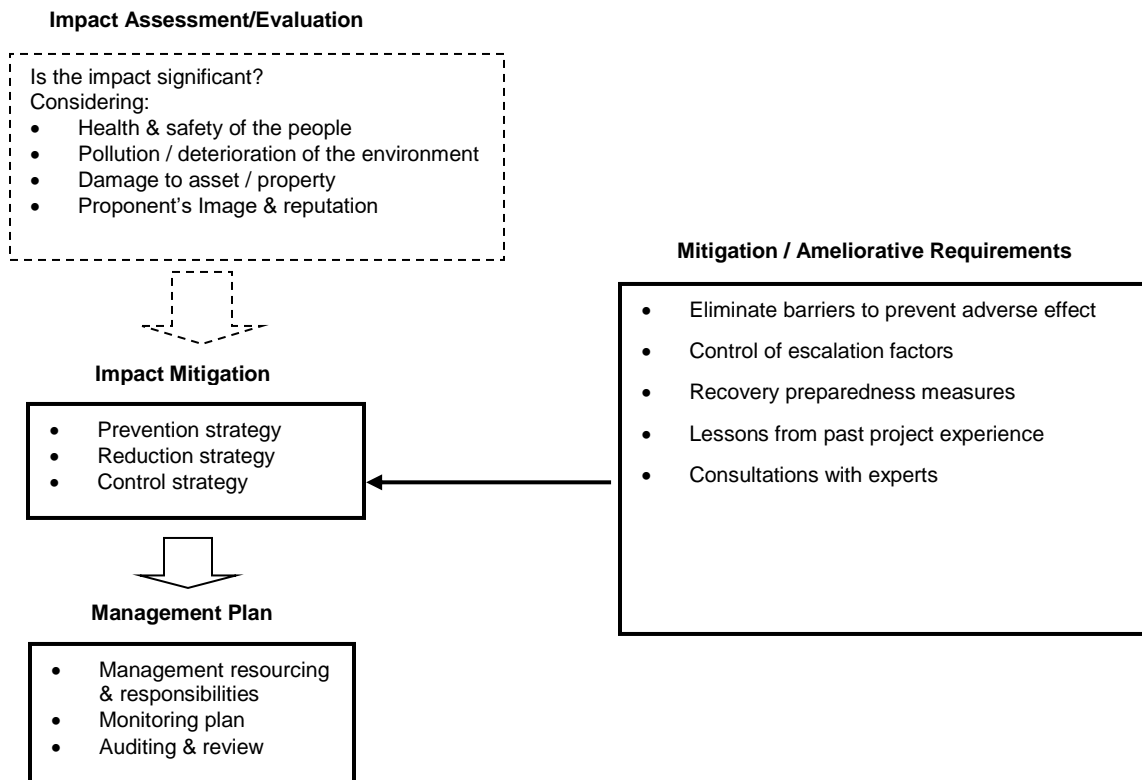 Impact Assessment/Evaluation
Is the impact significant?
Considering:
• Health & safety of the people
• Pollution / deterioration of the environment
• Damage to asset / property
• Proponent's Image & reputation
Mitigation / Ameliorative Requirements
• Eliminate barriers to prevent adverse effect
• Control of escalation factors
• Recovery preparedness measures
• Lessons from past project experience
• Consultations with experts
Impact Mitigation
• Prevention strategy
• Reduction strategy
• Control strategy
Management Plan
• Management resourcing
& responsibilities
• Monitoring plan
• Auditing & review